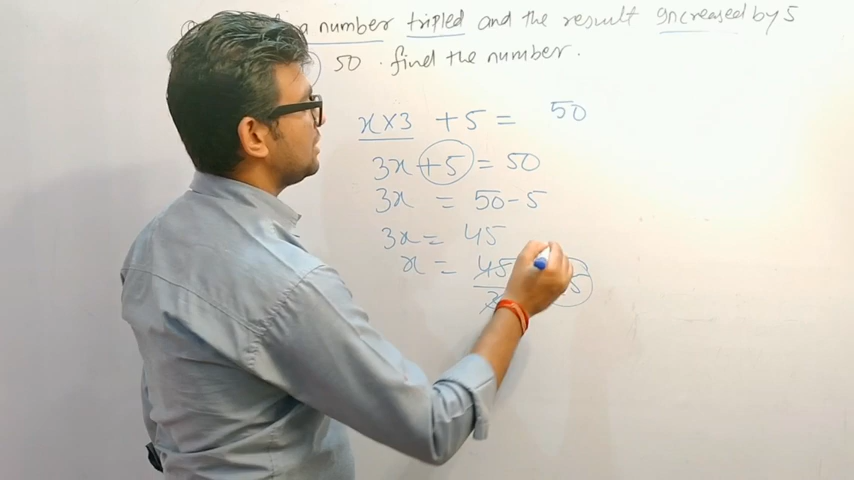 a number tripled and the result increased by 5
50 . find the number.
x×3 +5 = 50
3x +5 = 50
3x = 50-5
3x = 45
x = 45